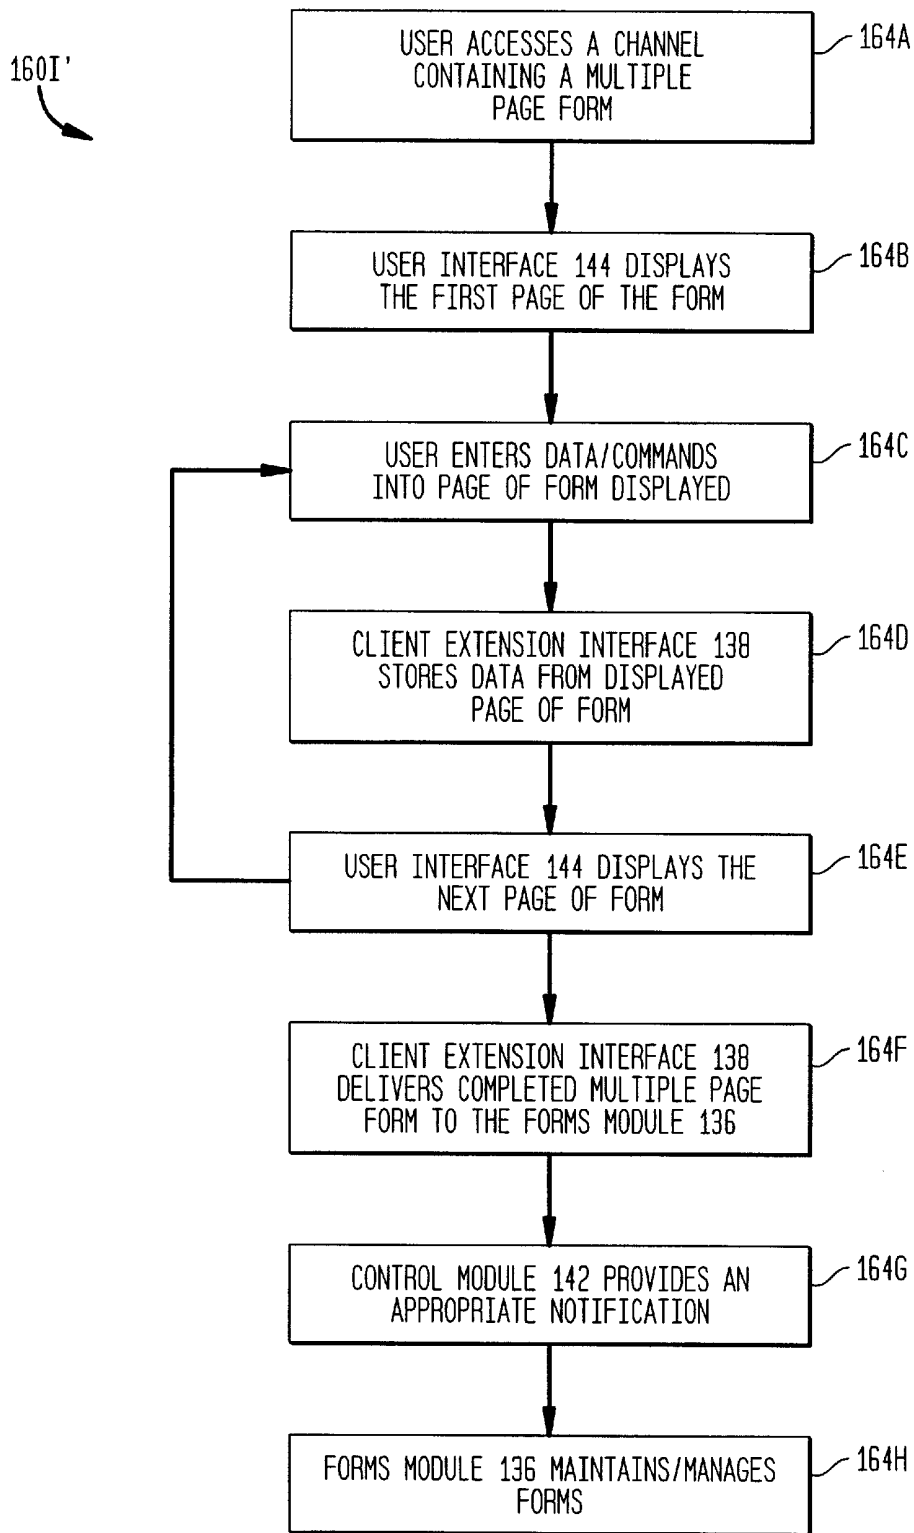 160I'
USER ACCESSES A CHANNEL
CONTAINING A MULTIPLE
PAGE FORM
164A
USER INTERFACE 144 DISPLAYS
THE FIRST PAGE OF THE FORM
164B
USER ENTERS DATA/COMMANDS
INTO PAGE OF FORM DISPLAYED
164C
CLIENT EXTENSION INTERFACE 138
STORES DATA FROM DISPLAYED
PAGE OF FORM
164D
USER INTERFACE 144 DISPLAYS THE
NEXT PAGE OF FORM
164E
CLIENT EXTENSION INTERFACE 138
DELIVERS COMPLETED MULTIPLE PAGE
FORM TO THE FORMS MODULE 136
164F
CONTROL MODULE 142 PROVIDES AN
APPROPRIATE NOTIFICATION
164G
FORMS MODULE 136 MAINTAINS/MANAGES
FORMS
164H